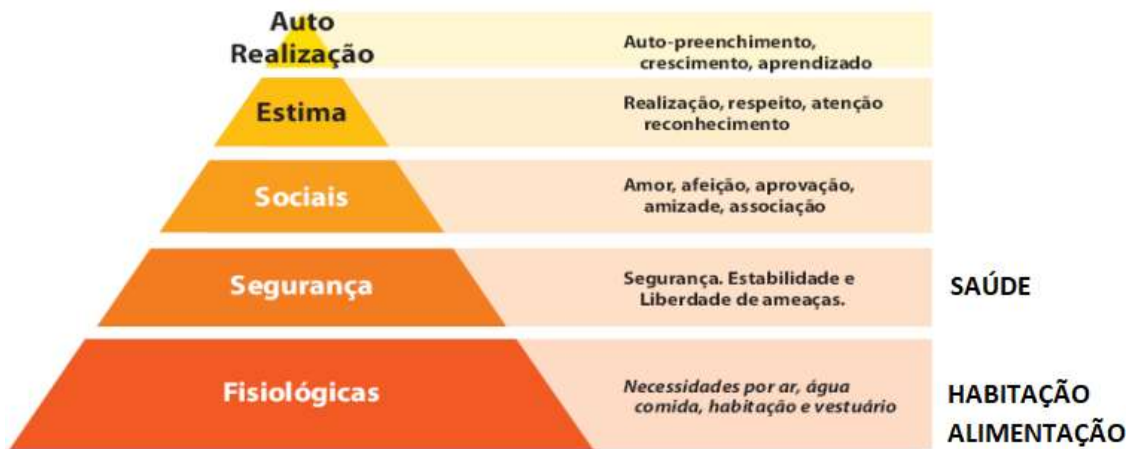 Auto
Realização
Auto-preenchimento,
crescimento, aprendizado
Estima
Realização, respeito, atenção
reconhecimento
Sociais
Amor, afeição, aprovação,
amizade, associação
Segurança
Segurança. Estabilidade e
Liberdade de ameaças.
SAÚDE
Fisiológicas
Necessidades por ar, água
comida, habitação e vestuário
HABITAÇÃO
ALIMENTAÇÃO